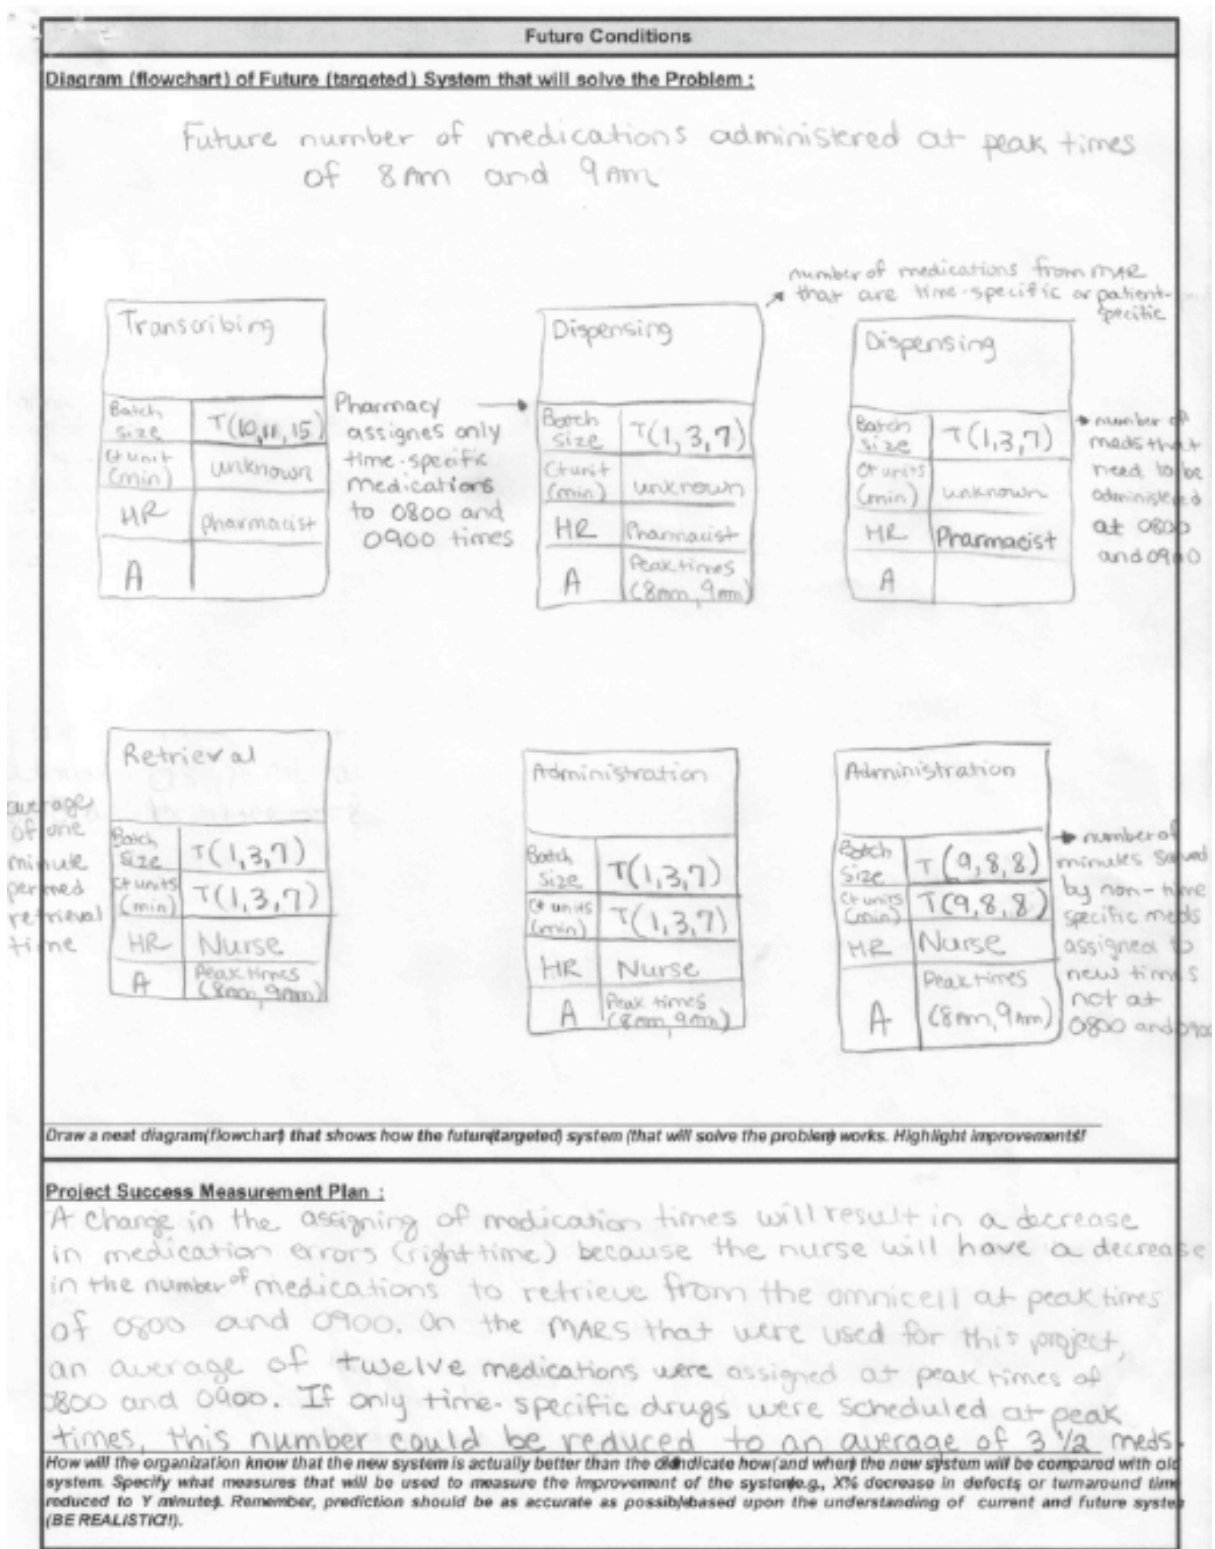 Future Conditions
Diagram (flowchart) of Future (targeted) System that will solve the Problem :
Future number of medications administered at peak times
of 8 Am and 9 Am
number of medications from MAR
that are time-specific or patient-
specific
Transcribing
Batch size T(10,11,15)
Ct unit (min) unknown
HR pharmacist
A
Pharmacy
assignes only
time-specific
medications
to 0800 and
0900 times
Dispensing
Batch size T(1,3,7)
Ct unit (min) unknown
HR Pharmacist
A Peak times (8am, 9am)
Dispensing
Batch size T(1,3,7)
Ct units (min) unknown
HR Pharmacist
A
number of
meds that
need to be
administered
at 0800
and 0900
average
of one
minute
per med
retrieval
time
Retrieval
Batch size T(1,3,7)
Ct units (min) T(1,3,7)
HR Nurse
A Peak times (8am, 9am)
Administration
Batch size T(1,3,7)
Ct units (min) T(1,3,7)
HR Nurse
A Peak times (8am, 9am)
Administration
Batch size T(9,8,8)
Ct units (min) T(9,8,8)
HR Nurse
A Peak times (8am, 9am)
number of
minutes saved
by non-time
specific meds
assigned to
new times
not at
0800 and 0900
Draw a neat diagram(flowchart) that shows how the future(targeted) system (that will solve the problem) works. Highlight improvements!
Project Success Measurement Plan :
A change in the assigning of medication times will result in a decrease
in medication errors (right time) because the nurse will have a decrease
in the number of medications to retrieve from the omnicell at peak times
of 0800 and 0900. On the MARS that were used for this project,
an average of twelve medications were assigned at peak times of
0800 and 0900. If only time-specific drugs were scheduled at peak
times, this number could be reduced to an average of 3 1/2 meds.
How will the organization know that the new system is actually better than the old indicate how(and when) the new system will be compared with old
system. Specify what measures that will be used to measure the improvement of the system e.g., X% decrease in defects or turnaround time
reduced to Y minutes. Remember, prediction should be as accurate as possible based upon the understanding of current and future system
(BE REALISTIC!!).